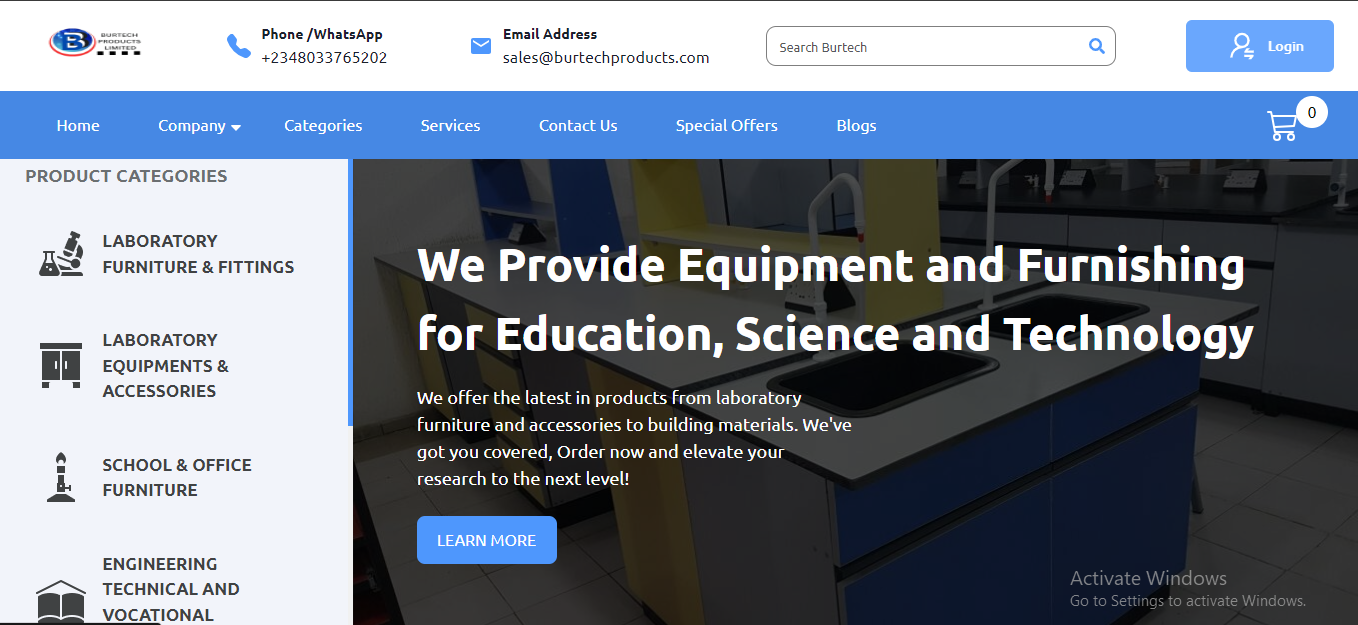 BURTECH
PRODUCTS
LIMITED
Phone /WhatsApp
+2348033765202
Email Address
sales@burtechproducts.com
Search Burtech
Login
Home
Company
Categories
Services
Contact Us
Special Offers
Blogs
0
PRODUCT CATEGORIES
LABORATORY
FURNITURE & FITTINGS
LABORATORY
EQUIPMENTS &
ACCESSORIES
SCHOOL & OFFICE
FURNITURE
ENGINEERING
TECHNICAL AND
VOCATIONAL
We Provide Equipment and Furnishing
for Education, Science and Technology
We offer the latest in products from laboratory
furniture and accessories to building materials. We've
got you covered, Order now and elevate your
research to the next level!
LEARN MORE
Activate Windows
Go to Settings to activate Windows.